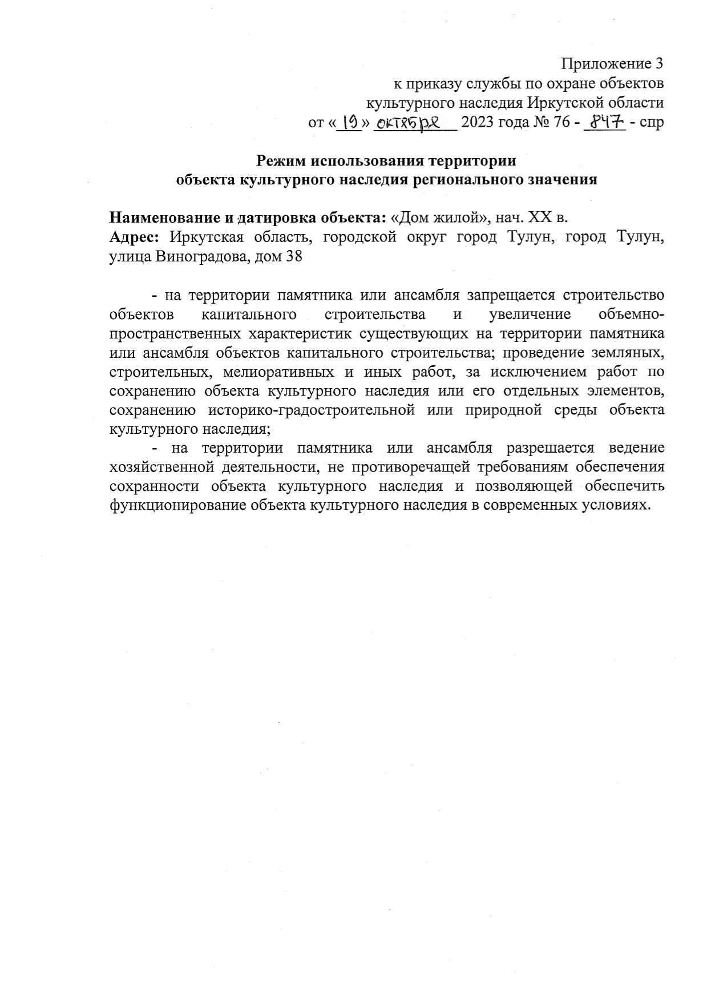 Приложение 3
к приказу службы по охране объектов
культурного наследия Иркутской области
от «19» октября 2023 года № 76 - 847 - спр
Режим использования территории
объекта культурного наследия регионального значения
Наименование и датировка объекта: «Дом жилой», нач. XX в.
Адрес: Иркутская область, городской округ город Тулун, город Тулун,
улица Виноградова, дом 38
- на территории памятника или ансамбля запрещается строительство
объектов капитального строительства и увеличение объемно-
пространственных характеристик существующих на территории памятника
или ансамбля объектов капитального строительства; проведение земляных,
строительных, мелиоративных и иных работ, за исключением работ по
сохранению объекта культурного наследия или его отдельных элементов,
сохранению историко-градостроительной или природной среды объекта
культурного наследия;
- на территории памятника или ансамбля разрешается ведение
хозяйственной деятельности, не противоречащей требованиям обеспечения
сохранности объекта культурного наследия и позволяющей обеспечить
функционирование объекта культурного наследия в современных условиях.